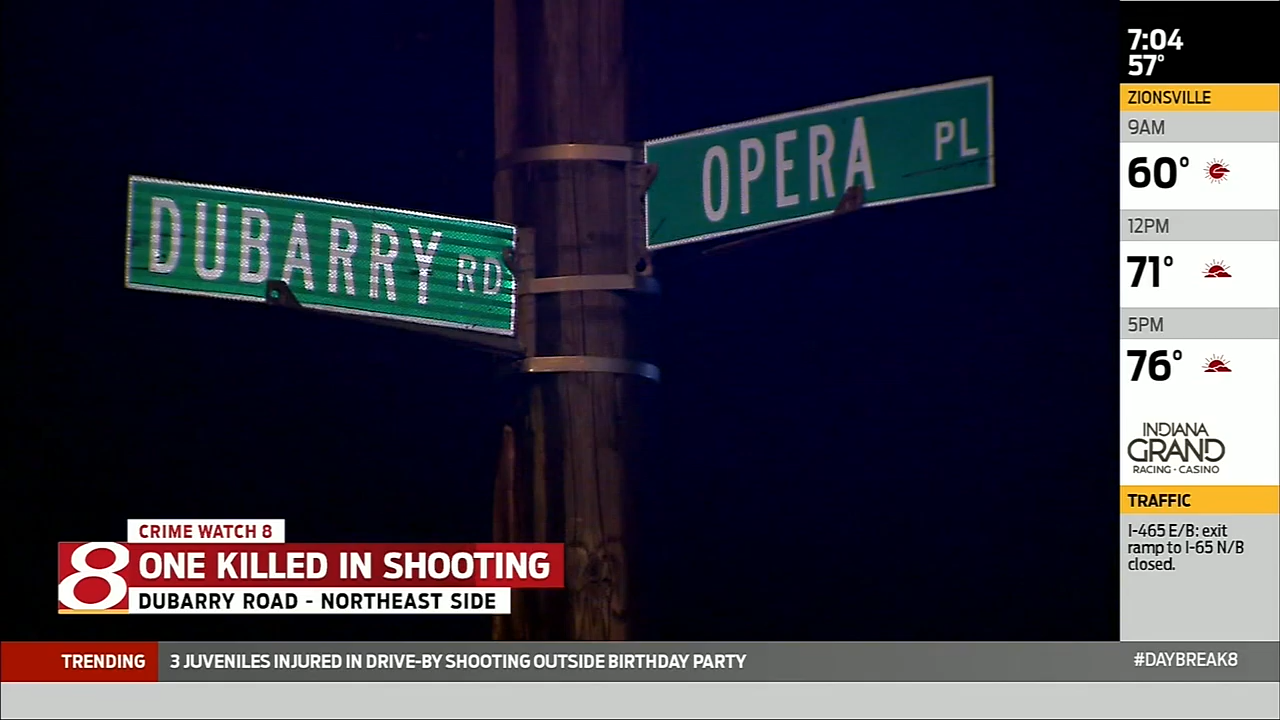 DUBARRY RD
OPERA PL
CRIME WATCH 8
8
ONE KILLED IN SHOOTING
DUBARRY ROAD - NORTHEAST SIDE
TRENDING
3 JUVENILES INJURED IN DRIVE-BY SHOOTING OUTSIDE BIRTHDAY PARTY
#DAYBREAK8
7:04
57°
ZIONSVILLE
9AM
60°
12PM
71°
5PM
76°
INDIANA
GRAND
RACING - CASINO
TRAFFIC
I-465 E/B: exit
ramp to I-65 N/B
closed.